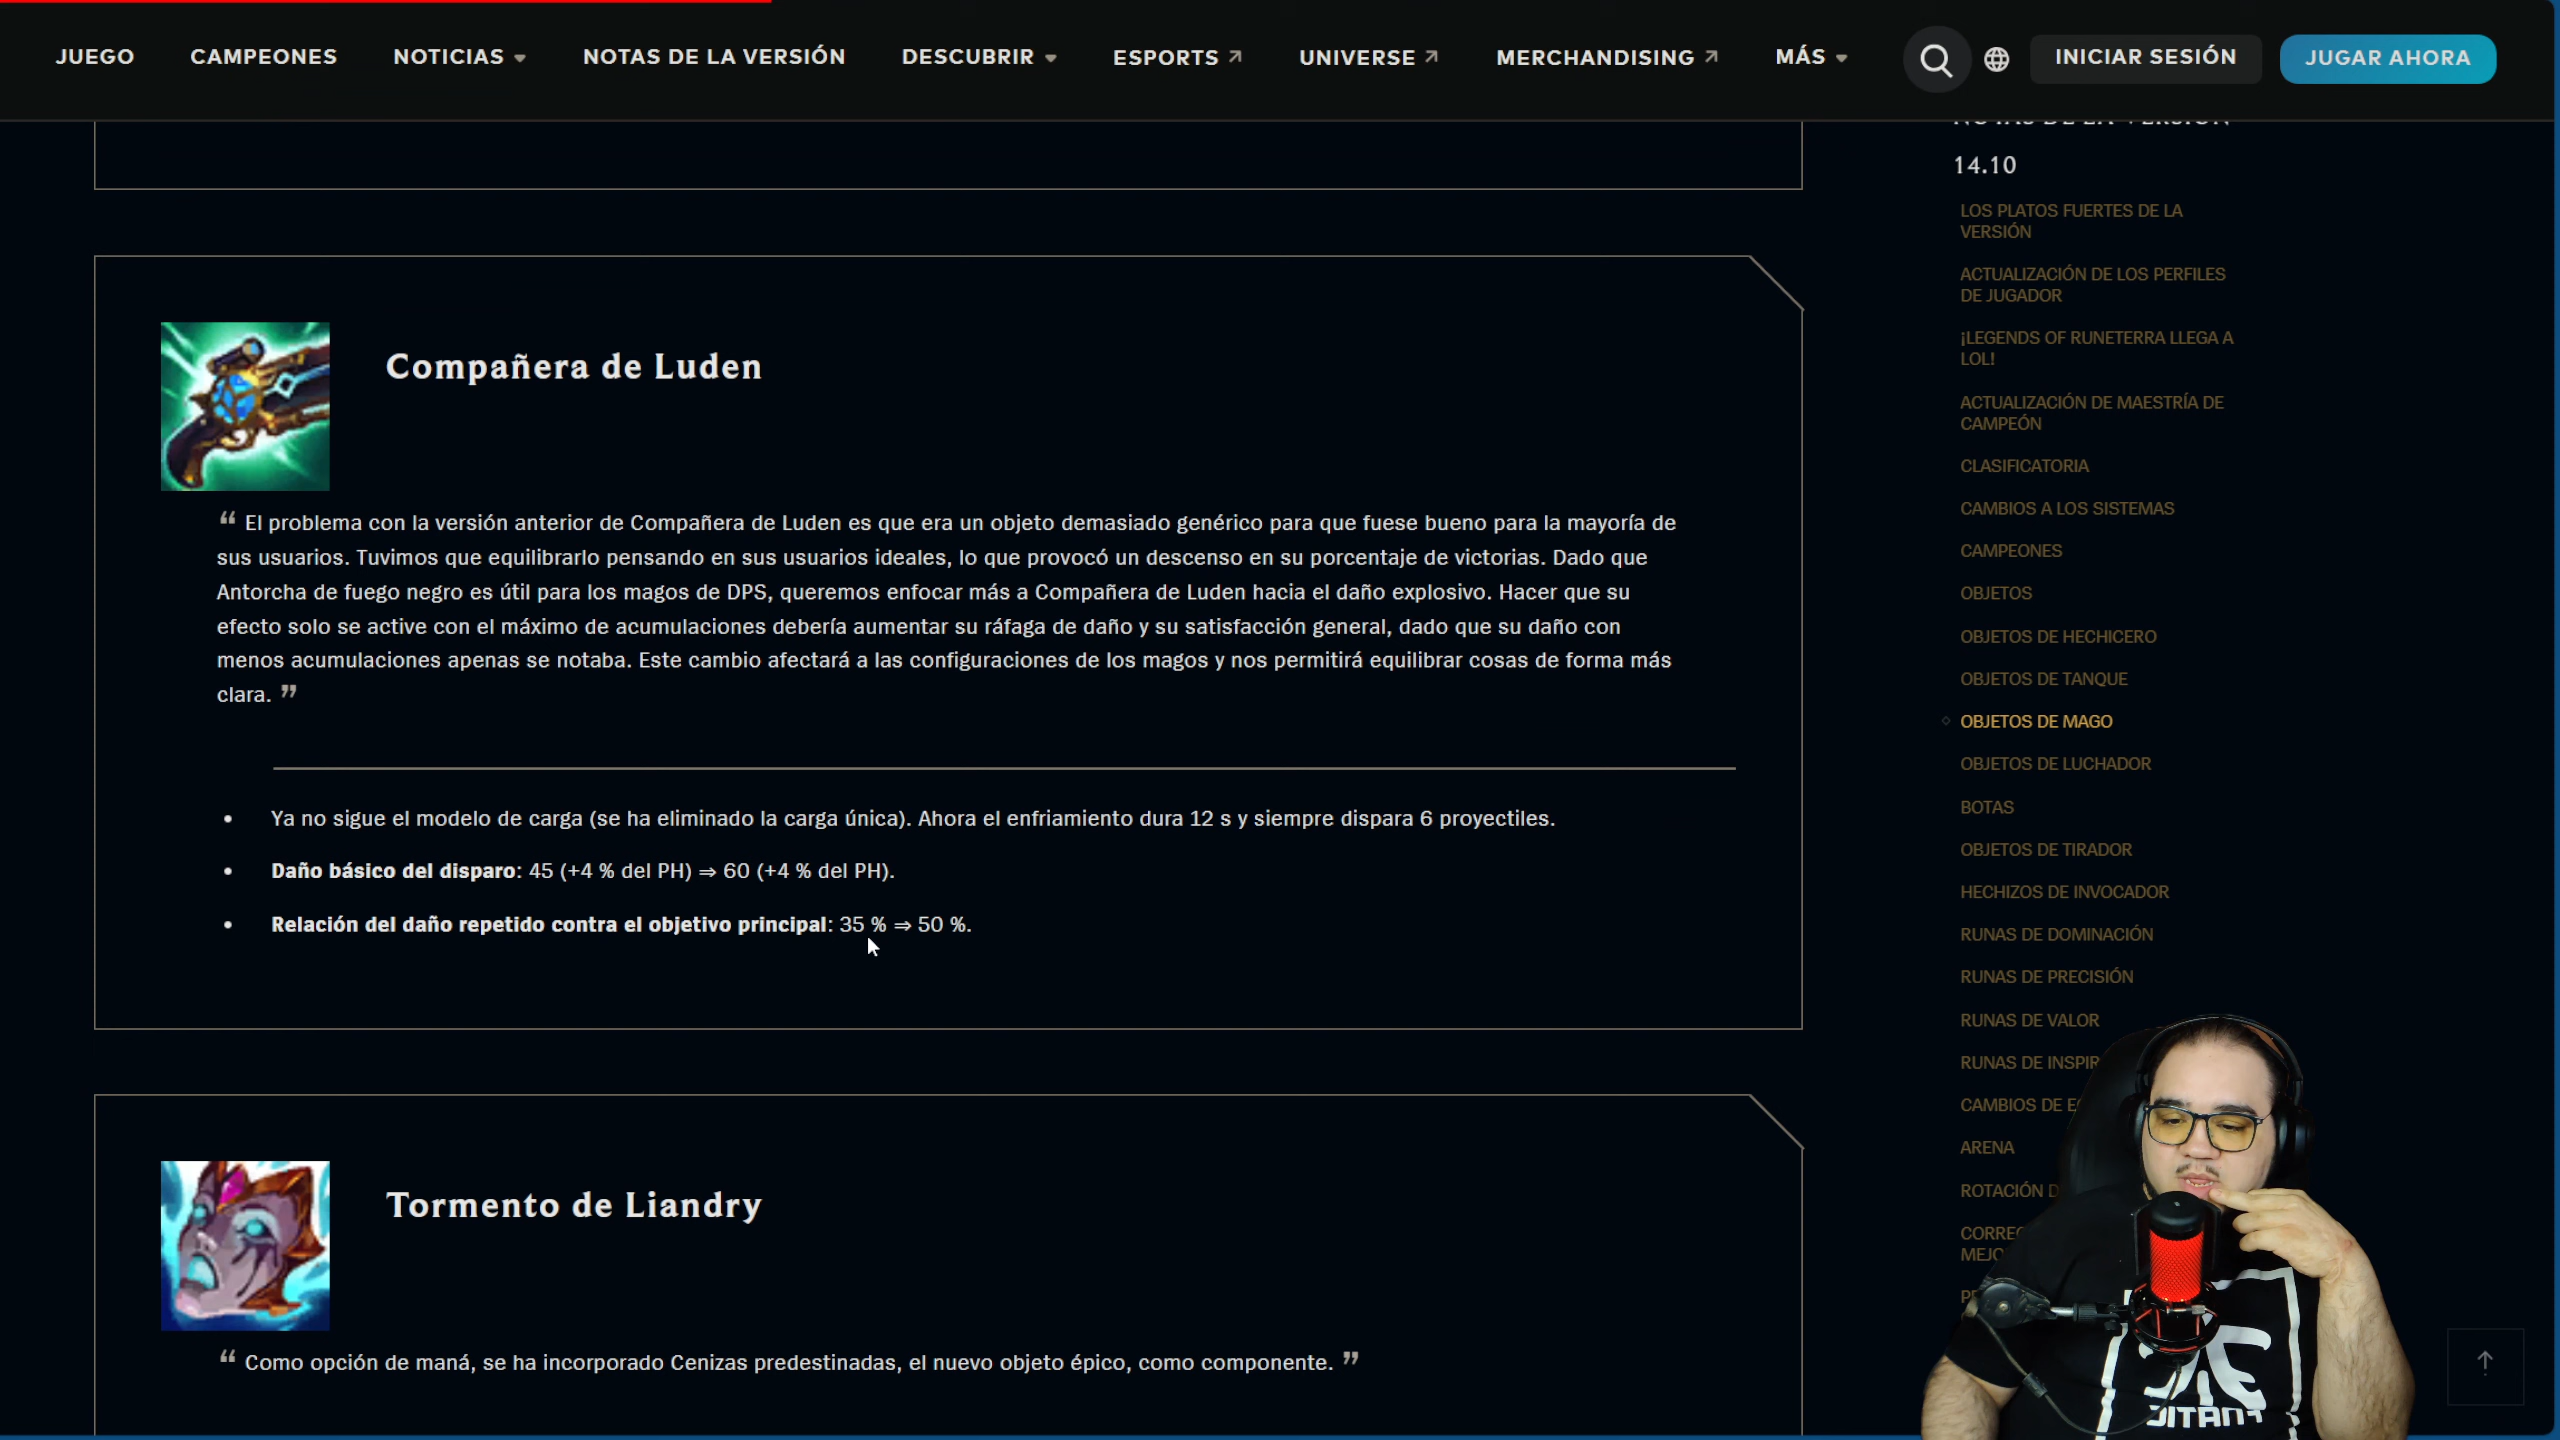 JUEGO CAMPEONES NOTICIAS NOTAS DE LA VERSIÓN DESCUBRIR ESPORTS UNIVERSE MERCHANDISING MÁS INICIAR SESIÓN JUGAR AHORA
Compañera de Luden
“ El problema con la versión anterior de Compañera de Luden es que era un objeto demasiado genérico para que fuese bueno para la mayoría de
sus usuarios. Tuvimos que equilibrarlo pensando en sus usuarios ideales, lo que provocó un descenso en su porcentaje de victorias. Dado que
Antorcha de fuego negro es útil para los magos de DPS, queremos enfocar más a Compañera de Luden hacia el daño explosivo. Hacer que su
efecto solo se active con el máximo de acumulaciones debería aumentar su ráfaga de daño y su satisfacción general, dado que su daño con
menos acumulaciones apenas se notaba. Este cambio afectará a las configuraciones de los magos y nos permitirá equilibrar cosas de forma más
clara. ”
• Ya no sigue el modelo de carga (se ha eliminado la carga única). Ahora el enfriamiento dura 12 s y siempre dispara 6 proyectiles.
• Daño básico del disparo: 45 (+4 % del PH) ⇒ 60 (+4 % del PH).
• Relación del daño repetido contra el objetivo principal: 35 % ⇒ 50 %.
Tormento de Liandry
“ Como opción de maná, se ha incorporado Cenizas predestinadas, el nuevo objeto épico, como componente. ”
NOTAS DE LA VERSIÓN
14.10
LOS PLATOS FUERTES DE LA
VERSIÓN
ACTUALIZACIÓN DE LOS PERFILES
DE JUGADOR
¡LEGENDS OF RUNETERRA LLEGA A
LOL!
ACTUALIZACIÓN DE MAESTRÍA DE
CAMPEÓN
CLASIFICATORIA
CAMBIOS A LOS SISTEMAS
CAMPEONES
OBJETOS
OBJETOS DE HECHICERO
OBJETOS DE TANQUE
OBJETOS DE MAGO
OBJETOS DE LUCHADOR
BOTAS
OBJETOS DE TIRADOR
HECHIZOS DE INVOCADOR
RUNAS DE DOMINACIÓN
RUNAS DE PRECISIÓN
RUNAS DE VALOR
RUNAS DE INSPIR
CAMBIOS DE
ARENA
ROTACIÓN D
CORRE
MEJO